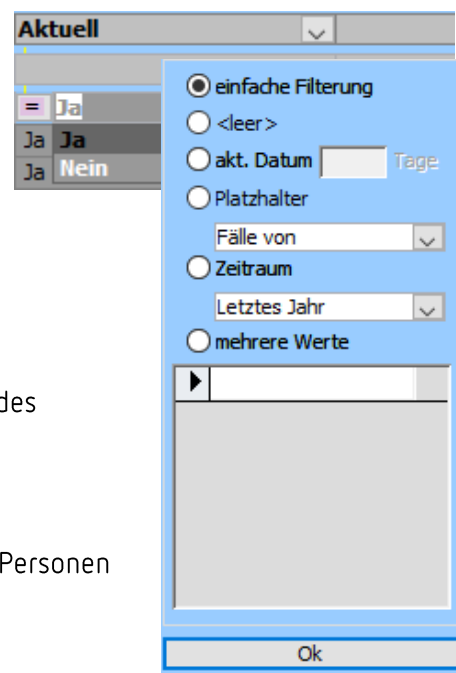 Aktuell
= Ja
Ja Ja
Ja Nein
einfache Filterung
<leer>
akt. Datum Tage
Platzhalter
Fälle von
Zeitraum
Letztes Jahr
mehrere Werte
des
Personen
Ok